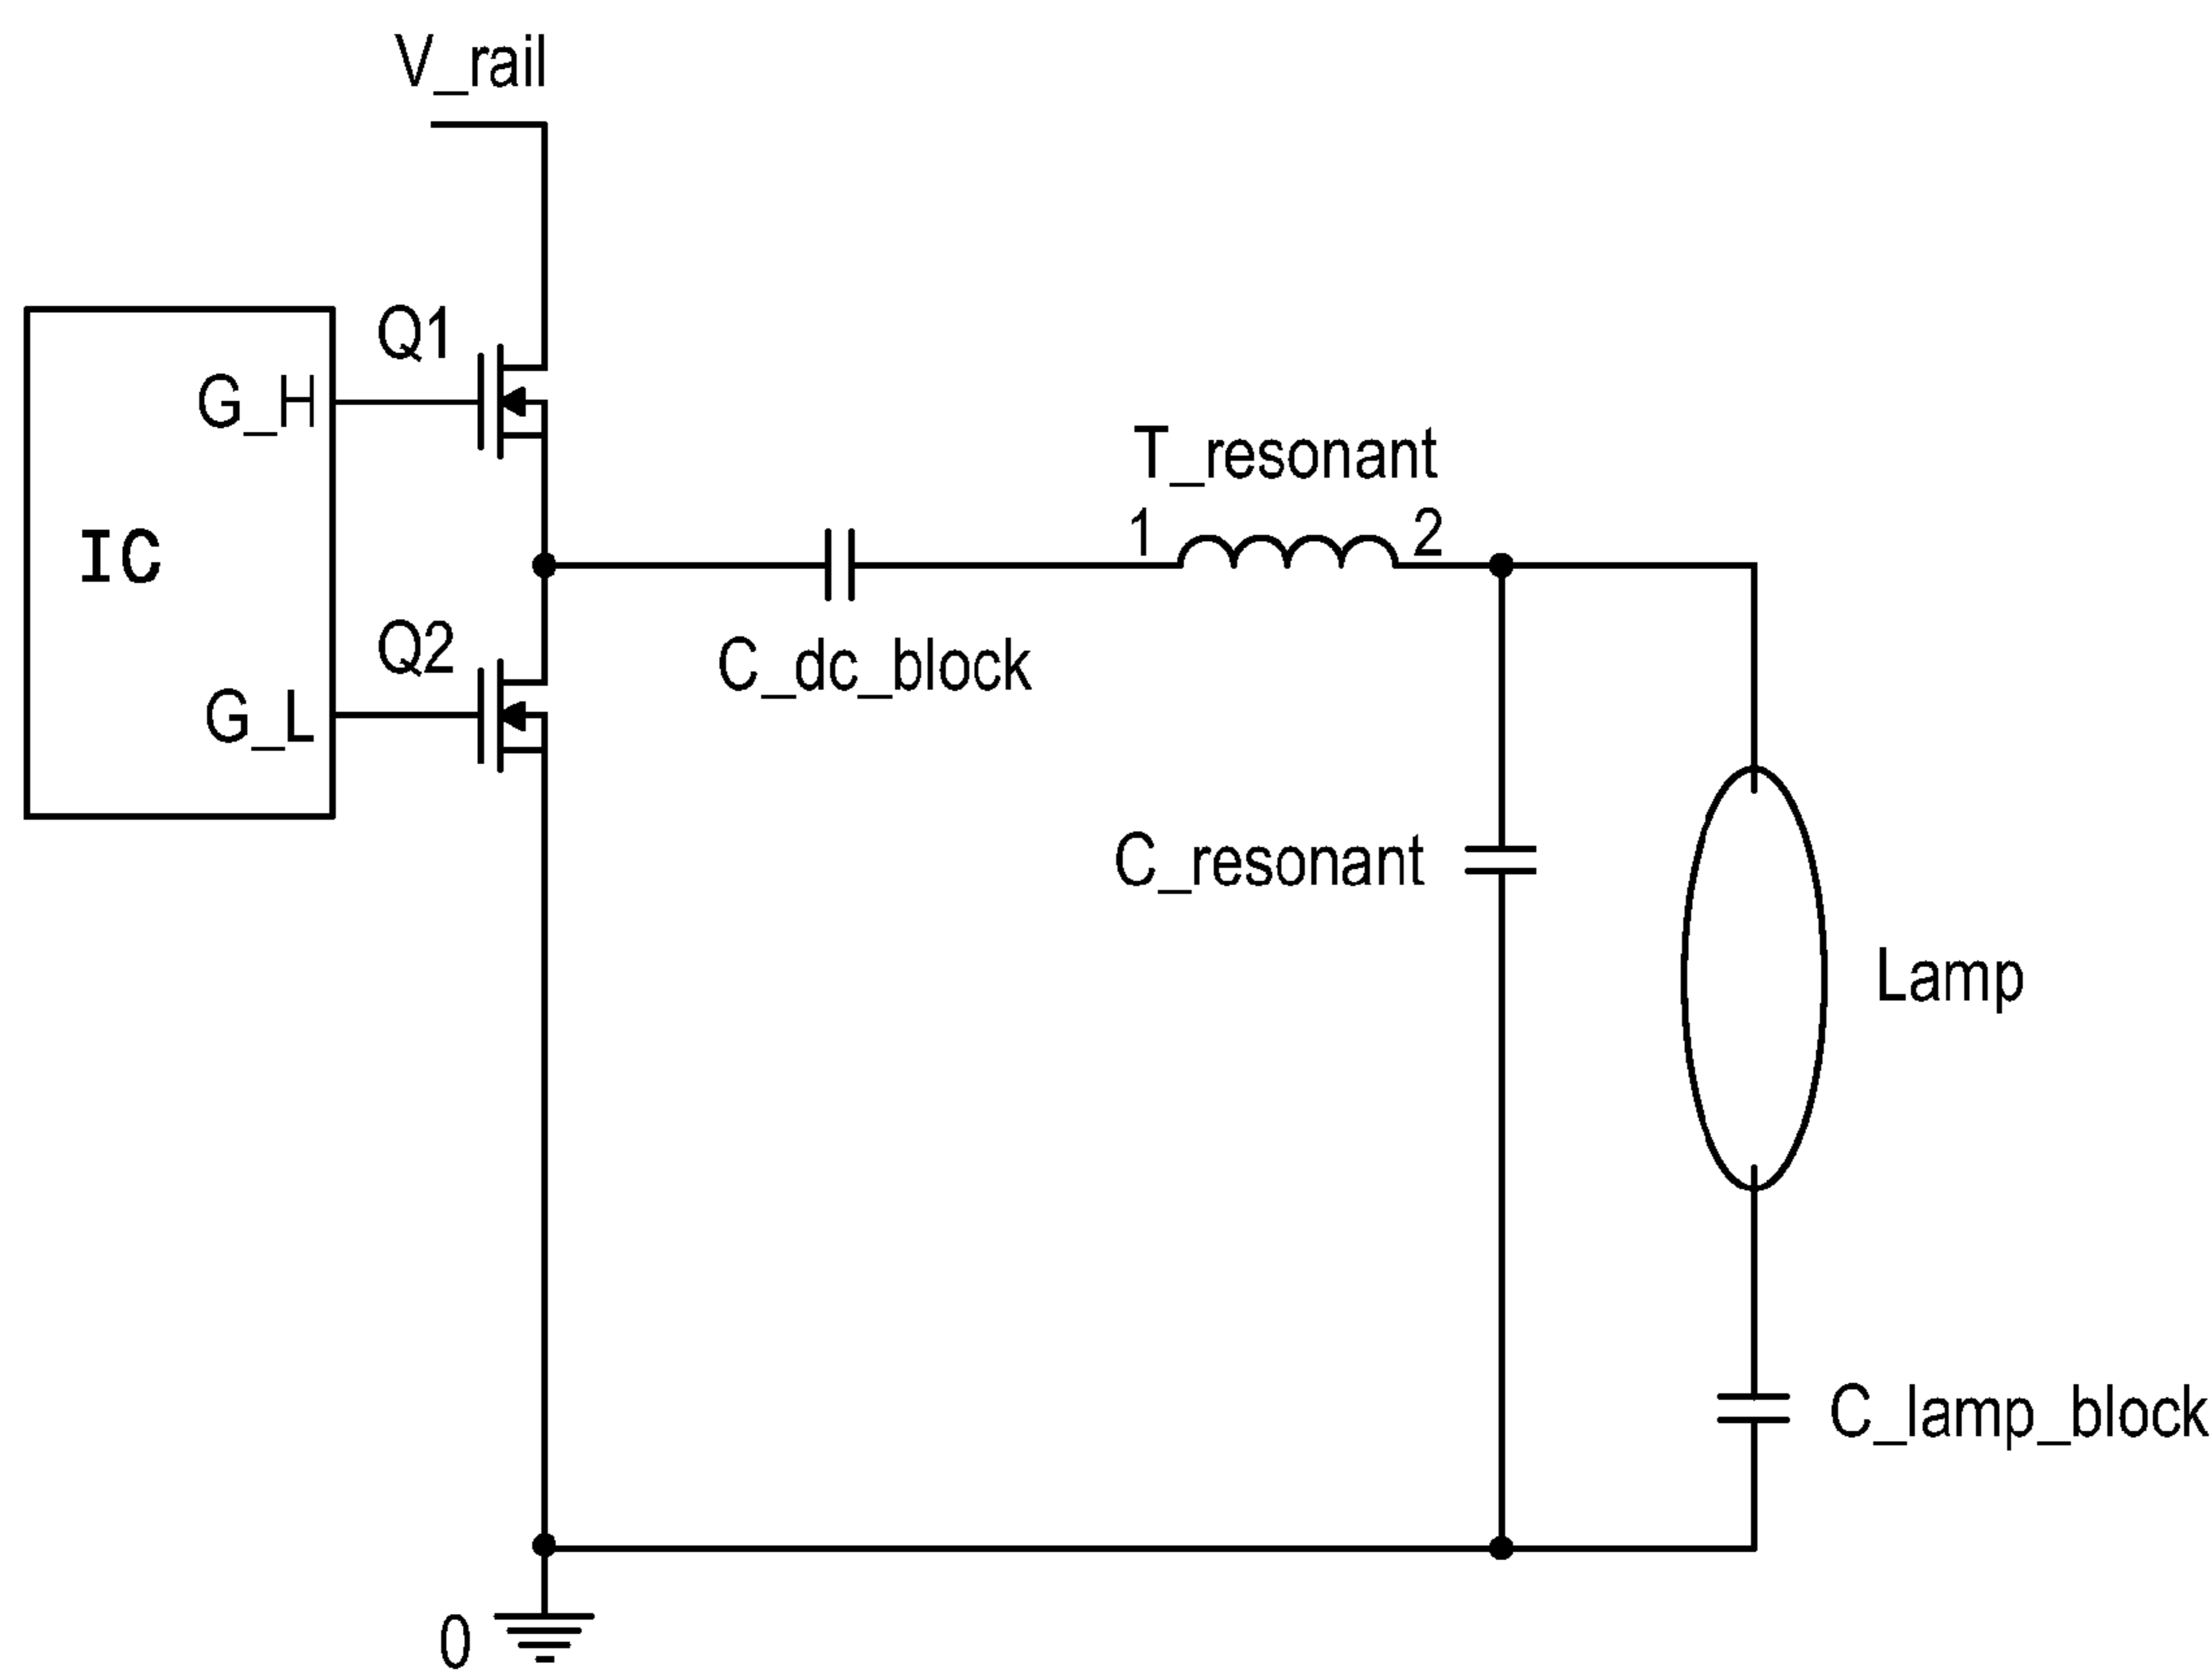 V_rail
Q1
G_H
IC
Q2
G_L
T_resonant
1
2
C_dc_block
C_resonant
Lamp
C_lamp_block
0